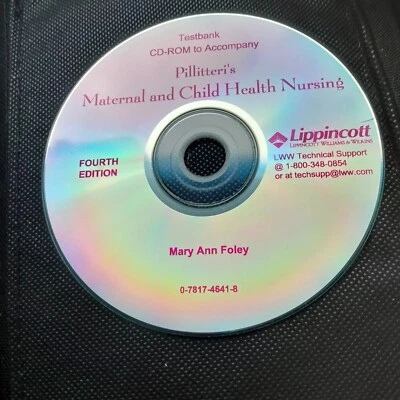 Testbank
CD-ROM to Accompany
Pillitteri's
Maternal and Child Health Nursing
Lippincott
LIPPINCOTT WILLIAMS & WILKINS
LWW Technical Support
@ 1-800-348-0854
or at techsupp@lww.com
FOURTH
EDITION
Mary Ann Foley
0-7817-4641-8